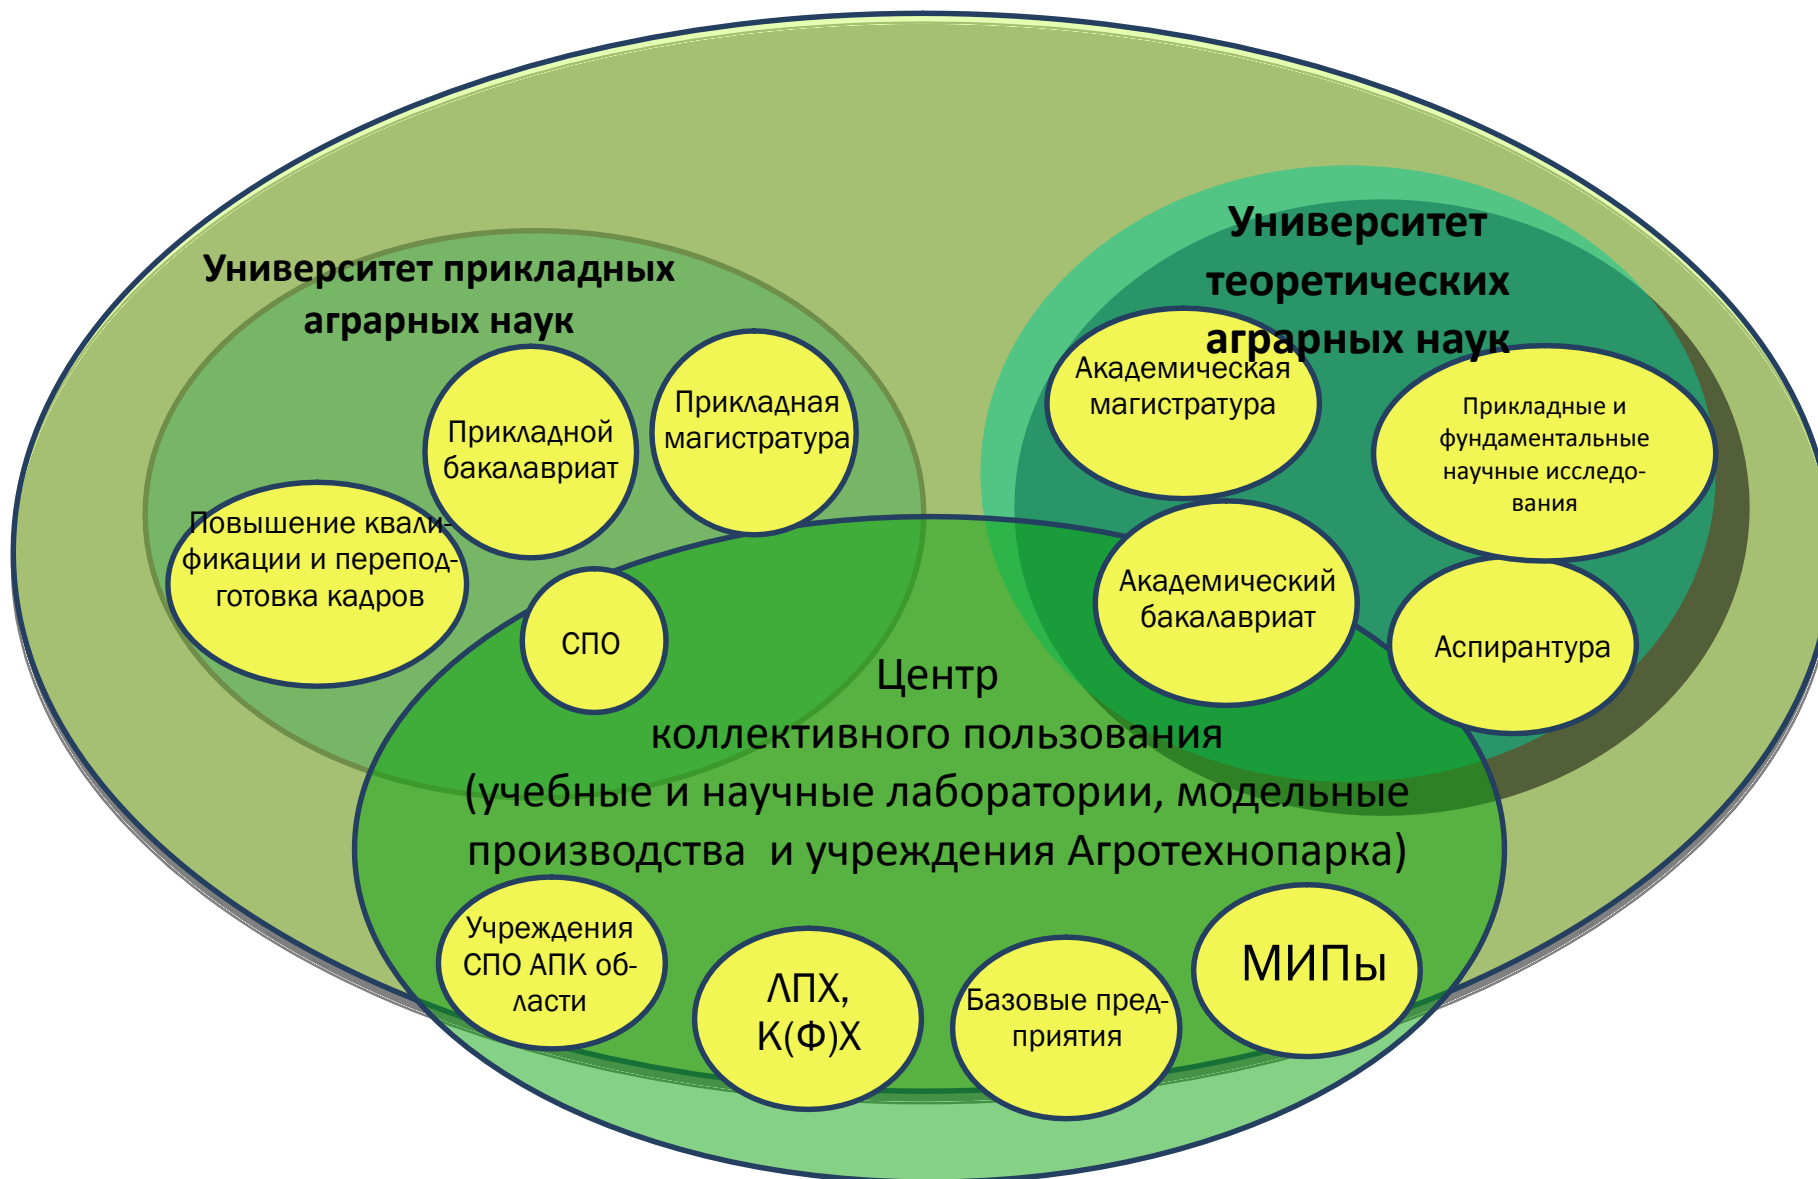 Университет прикладных
аграрных наук
Университет
теоретических
аграрных наук
Прикладной
бакалавриат
Прикладная
магистратура
Повышение квали-
фикации и перепод-
готовка кадров
СПО
Академическая
магистратура
Прикладные и
фундаментальные
научные исследо-
вания
Академический
бакалавриат
Аспирантура
Центр
коллективного пользования
(учебные и научные лаборатории, модельные
производства и учреждения Агротехнопарка)
Учреждения
СПО АПК об-
ласти
ЛПХ,
К(Ф)Х
Базовые пред-
приятия
МИПы